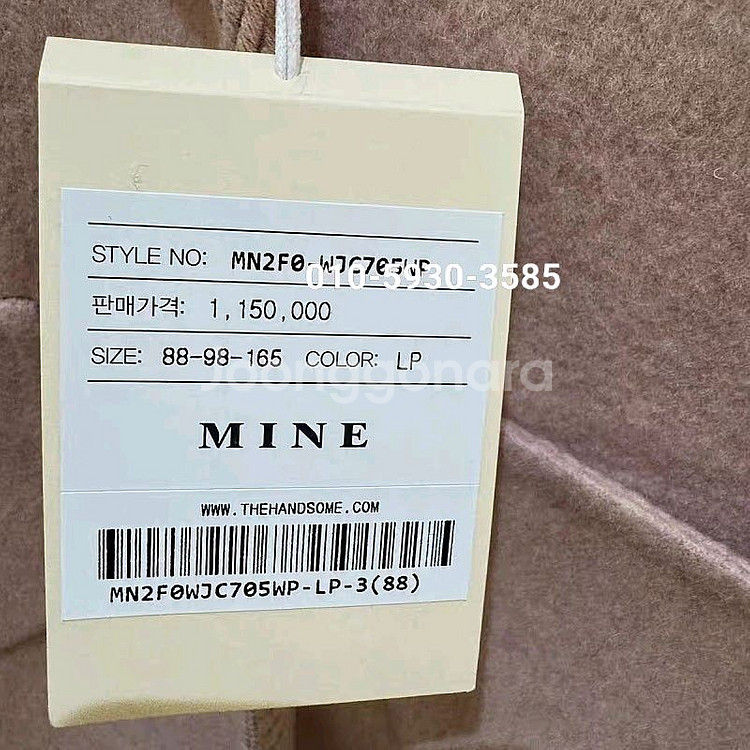 STYLE NO: MN2F0-WJC705WP
010-5930-3585
판매가격: 1,150,000
SIZE: 88-98-165 COLOR: LP
Joonggonara
MINE
WWW.THEHANDSOME.COM
MN2F0WJC705WP-LP-3(88)